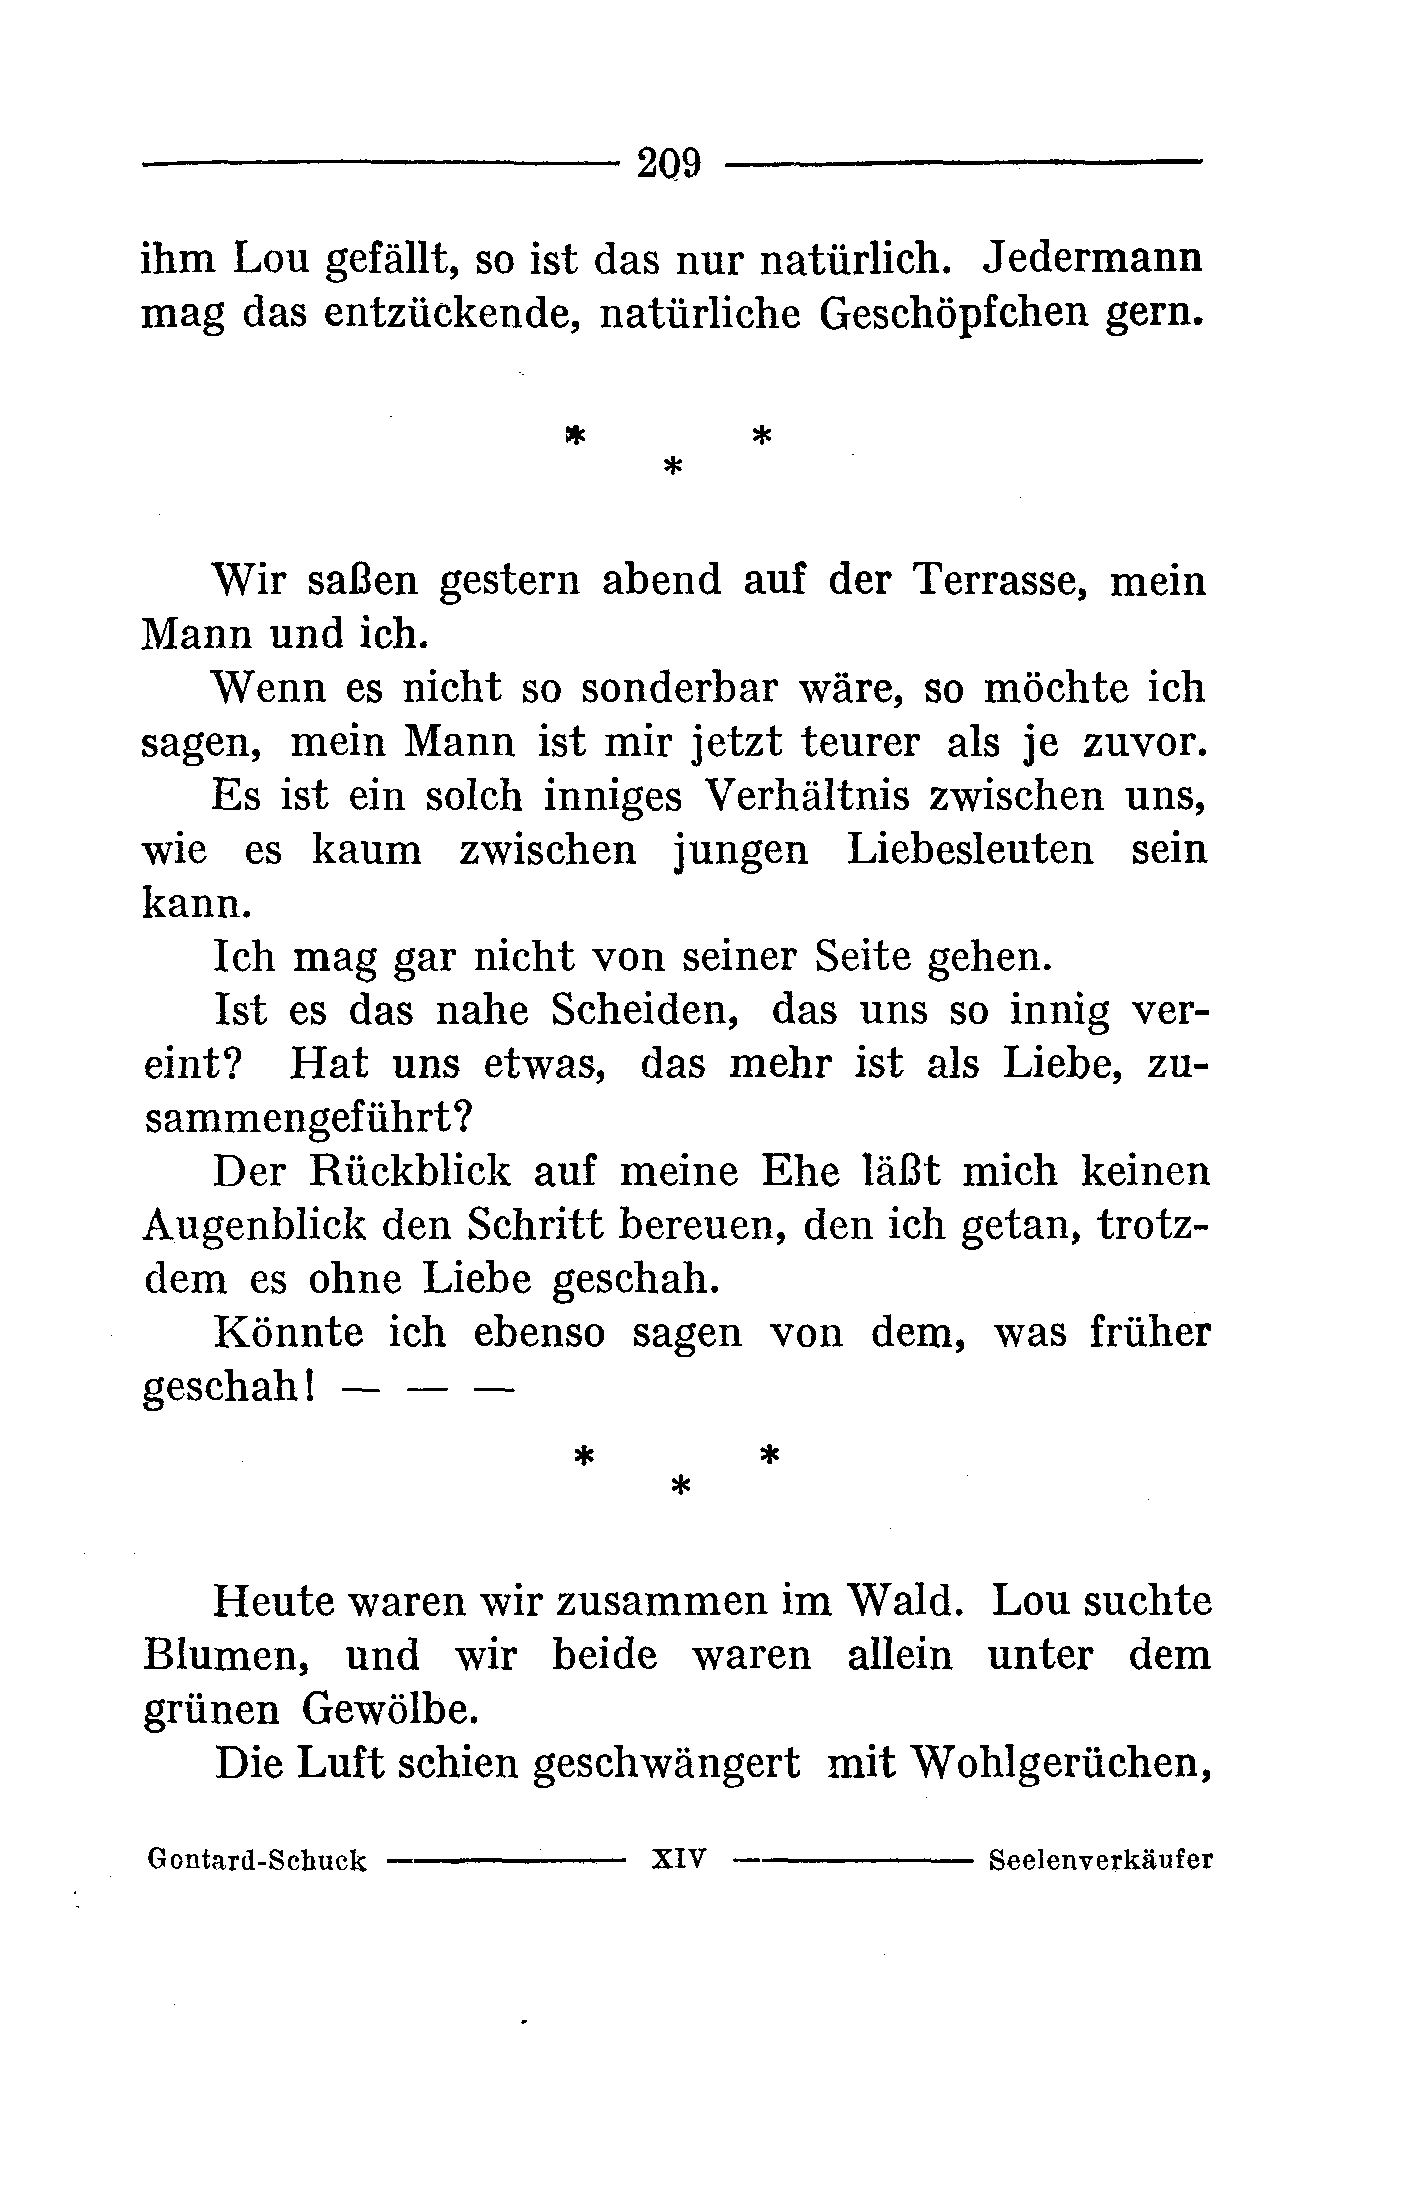 209
ihm Lou gefällt, so ist das nur natürlich. Jedermann
mag das entzückende, natürliche Geschöpfchen gern.
* *
*
Wir saßen gestern abend auf der Terrasse, mein
Mann und ich.
Wenn es nicht so sonderbar wäre, so möchte ich
sagen, mein Mann ist mir jetzt teurer als je zuvor.
Es ist ein solch inniges Verhältnis zwischen uns,
wie es kaum zwischen jungen Liebesleuten sein
kann.
Ich mag gar nicht von seiner Seite gehen.
Ist es das nahe Scheiden, das uns so innig ver-
eint? Hat uns etwas, das mehr ist als Liebe, zu-
sammengeführt?
Der Rückblick auf meine Ehe läßt mich keinen
Augenblick den Schritt bereuen, den ich getan, trotz-
dem es ohne Liebe geschah.
Könnte ich ebenso sagen von dem, was früher
geschah! — — —
* *
*
Heute waren wir zusammen im Wald. Lou suchte
Blumen, und wir beide waren allein unter dem
grünen Gewölbe.
Die Luft schien geschwängert mit Wohlgerüchen,
Gontard-Schuck — XIV — Seelenverkäufer